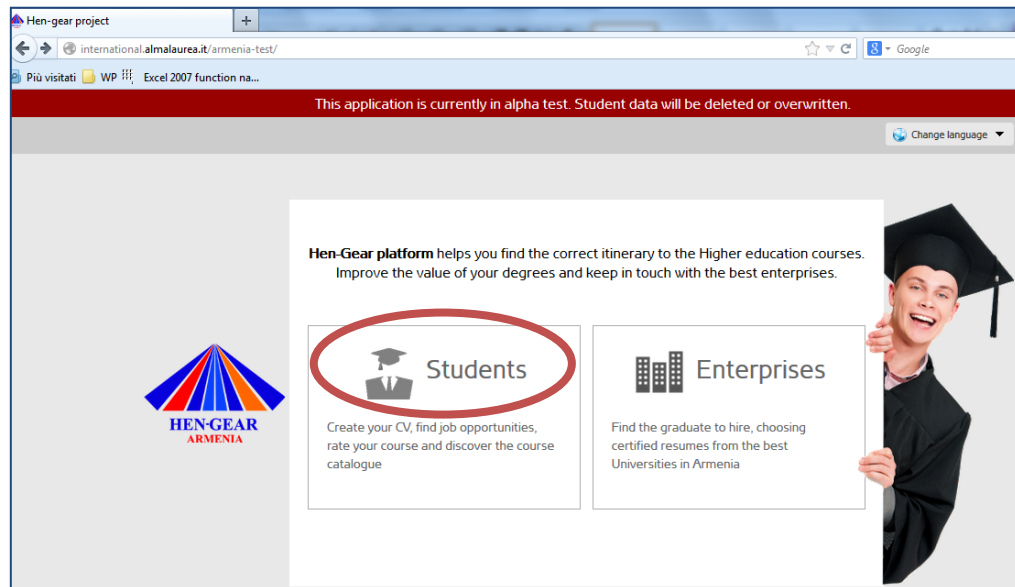 Hen-gear project
international.almalaurea.it/armenia-test/
Google
Più visitati WP Excel 2007 function na...
This application is currently in alpha test. Student data will be deleted or overwritten.
Change language
Hen-Gear platform helps you find the correct itinerary to the Higher education courses.
Improve the value of your degrees and keep in touch with the best enterprises.
Students
Create your CV, find job opportunities,
rate your course and discover the course
catalogue
Enterprises
Find the graduate to hire, choosing
certified resumes from the best
Universities in Armenia
HEN-GEAR
ARMENIA